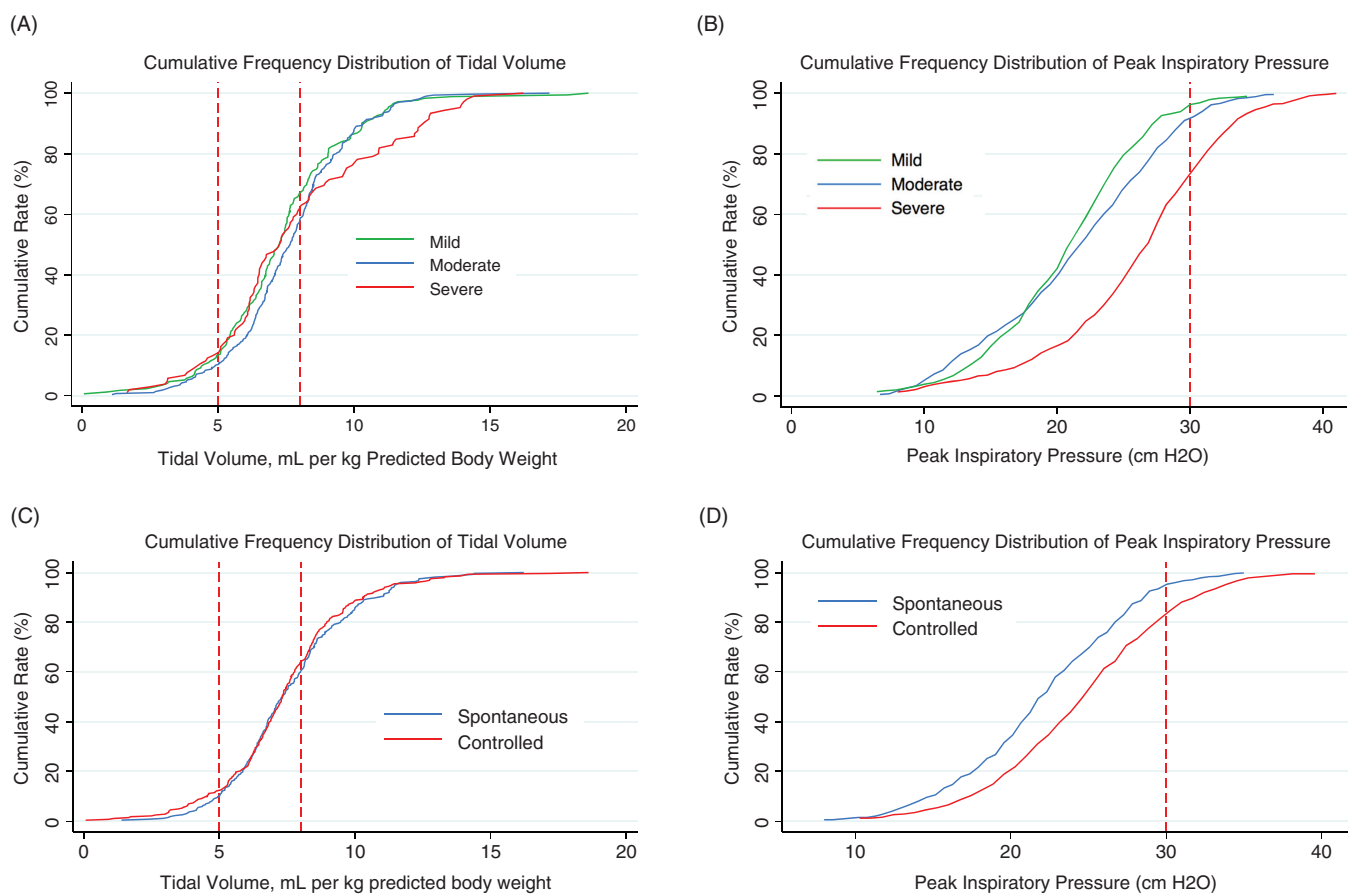 (A)
Cumulative Frequency Distribution of Tidal Volume
Cumulative Rate (%)
0
20
40
60
80
100
Mild
Moderate
Severe
0
5
10
15
20
Tidal Volume, mL per kg Predicted Body Weight
(B)
Cumulative Frequency Distribution of Peak Inspiratory Pressure
Cumulative Rate (%)
0
20
40
60
80
100
Mild
Moderate
Severe
0
10
20
30
40
Peak Inspiratory Pressure (cm H2O)
(C)
Cumulative Frequency Distribution of Tidal Volume
Cumulative Rate (%)
0
20
40
60
80
100
Spontaneous
Controlled
0
5
10
15
20
Tidal Volume, mL per kg predicted body weight
(D)
Cumulative Frequency Distribution of Peak Inspiratory Pressure
Cumulative Rate (%)
0
20
40
60
80
100
Spontaneous
Controlled
10
20
30
40
Peak Inspiratory Pressure (cm H2O)